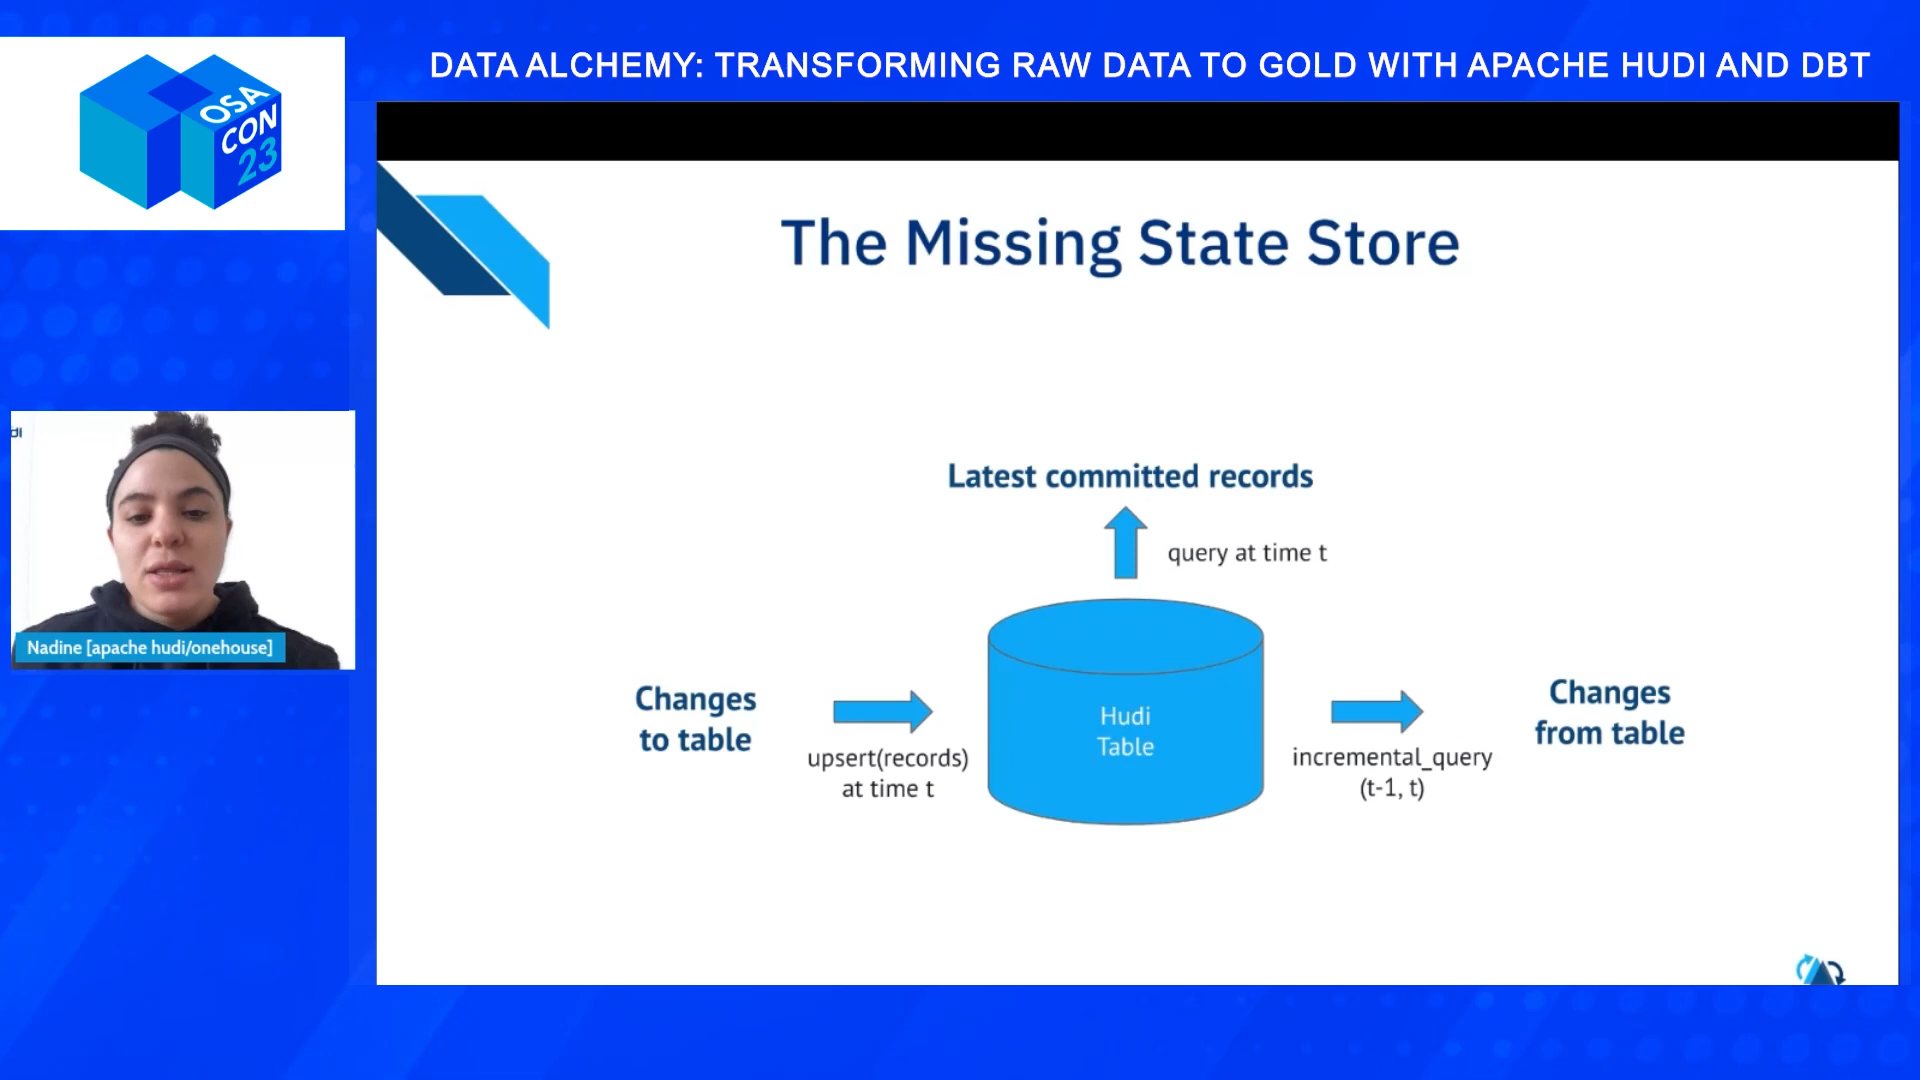 DATA ALCHEMY: TRANSFORMING RAW DATA TO GOLD WITH APACHE HUDI AND DBT
OSA
CON
23
The Missing State Store
di
Latest committed records
query at time t
Changes
to table
upsert(records)
at time t
Hudi
Table
incremental_query
(t-1, t)
Changes
from table
Nadine [apache hudi/onehouse]